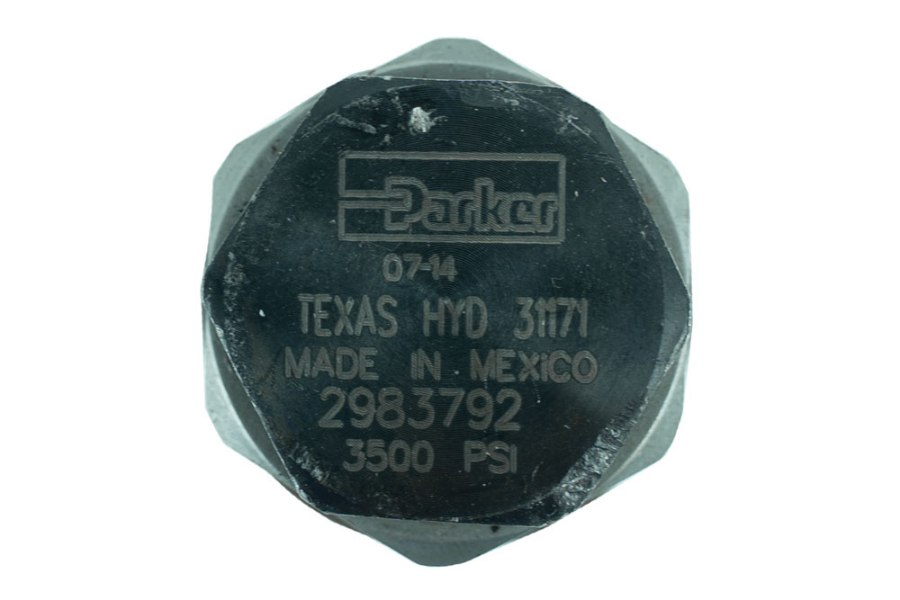 Parker
07-14
TEXAS HYD 31171
MADE IN MEXICO
2983792
3500 PSI